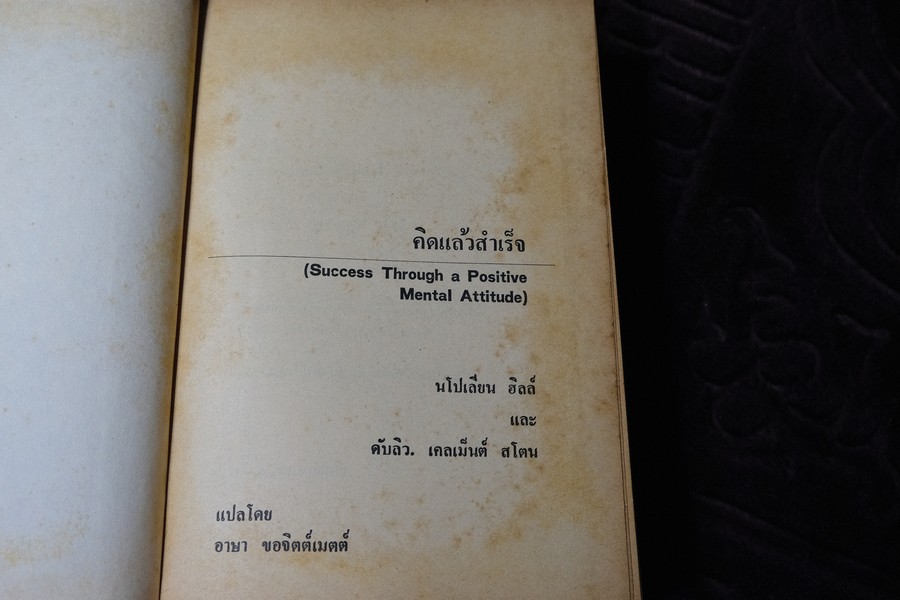 คิดแล้วสำเร็จ
(Success Through a Positive
Mental Attitude)
นโปเลียน ฮิลล์
และ
ดับลิว. เคลเม็นต์ สโตน
แปลโดย
อาษา ขอจิตต์เมตต์